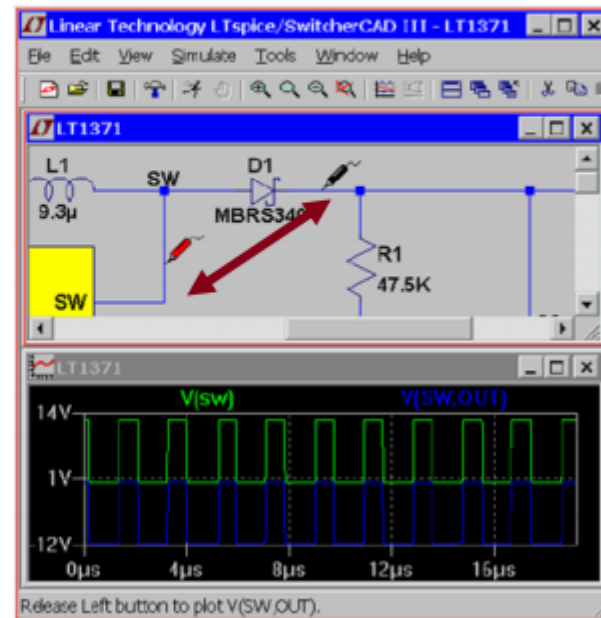 Linear Technology LTspice/SwitcherCAD III - LT1371
File Edit View Simulate Tools Window Help
LT1371
L1
SW
D1
9.3µ
MBRS340
R1
47.5K
SW
LT1371
V(sw) V(SW,OUT)
14V
1V
-12V
0µs 4µs 8µs 12µs 16µs
Release Left button to plot V(SW,OUT).